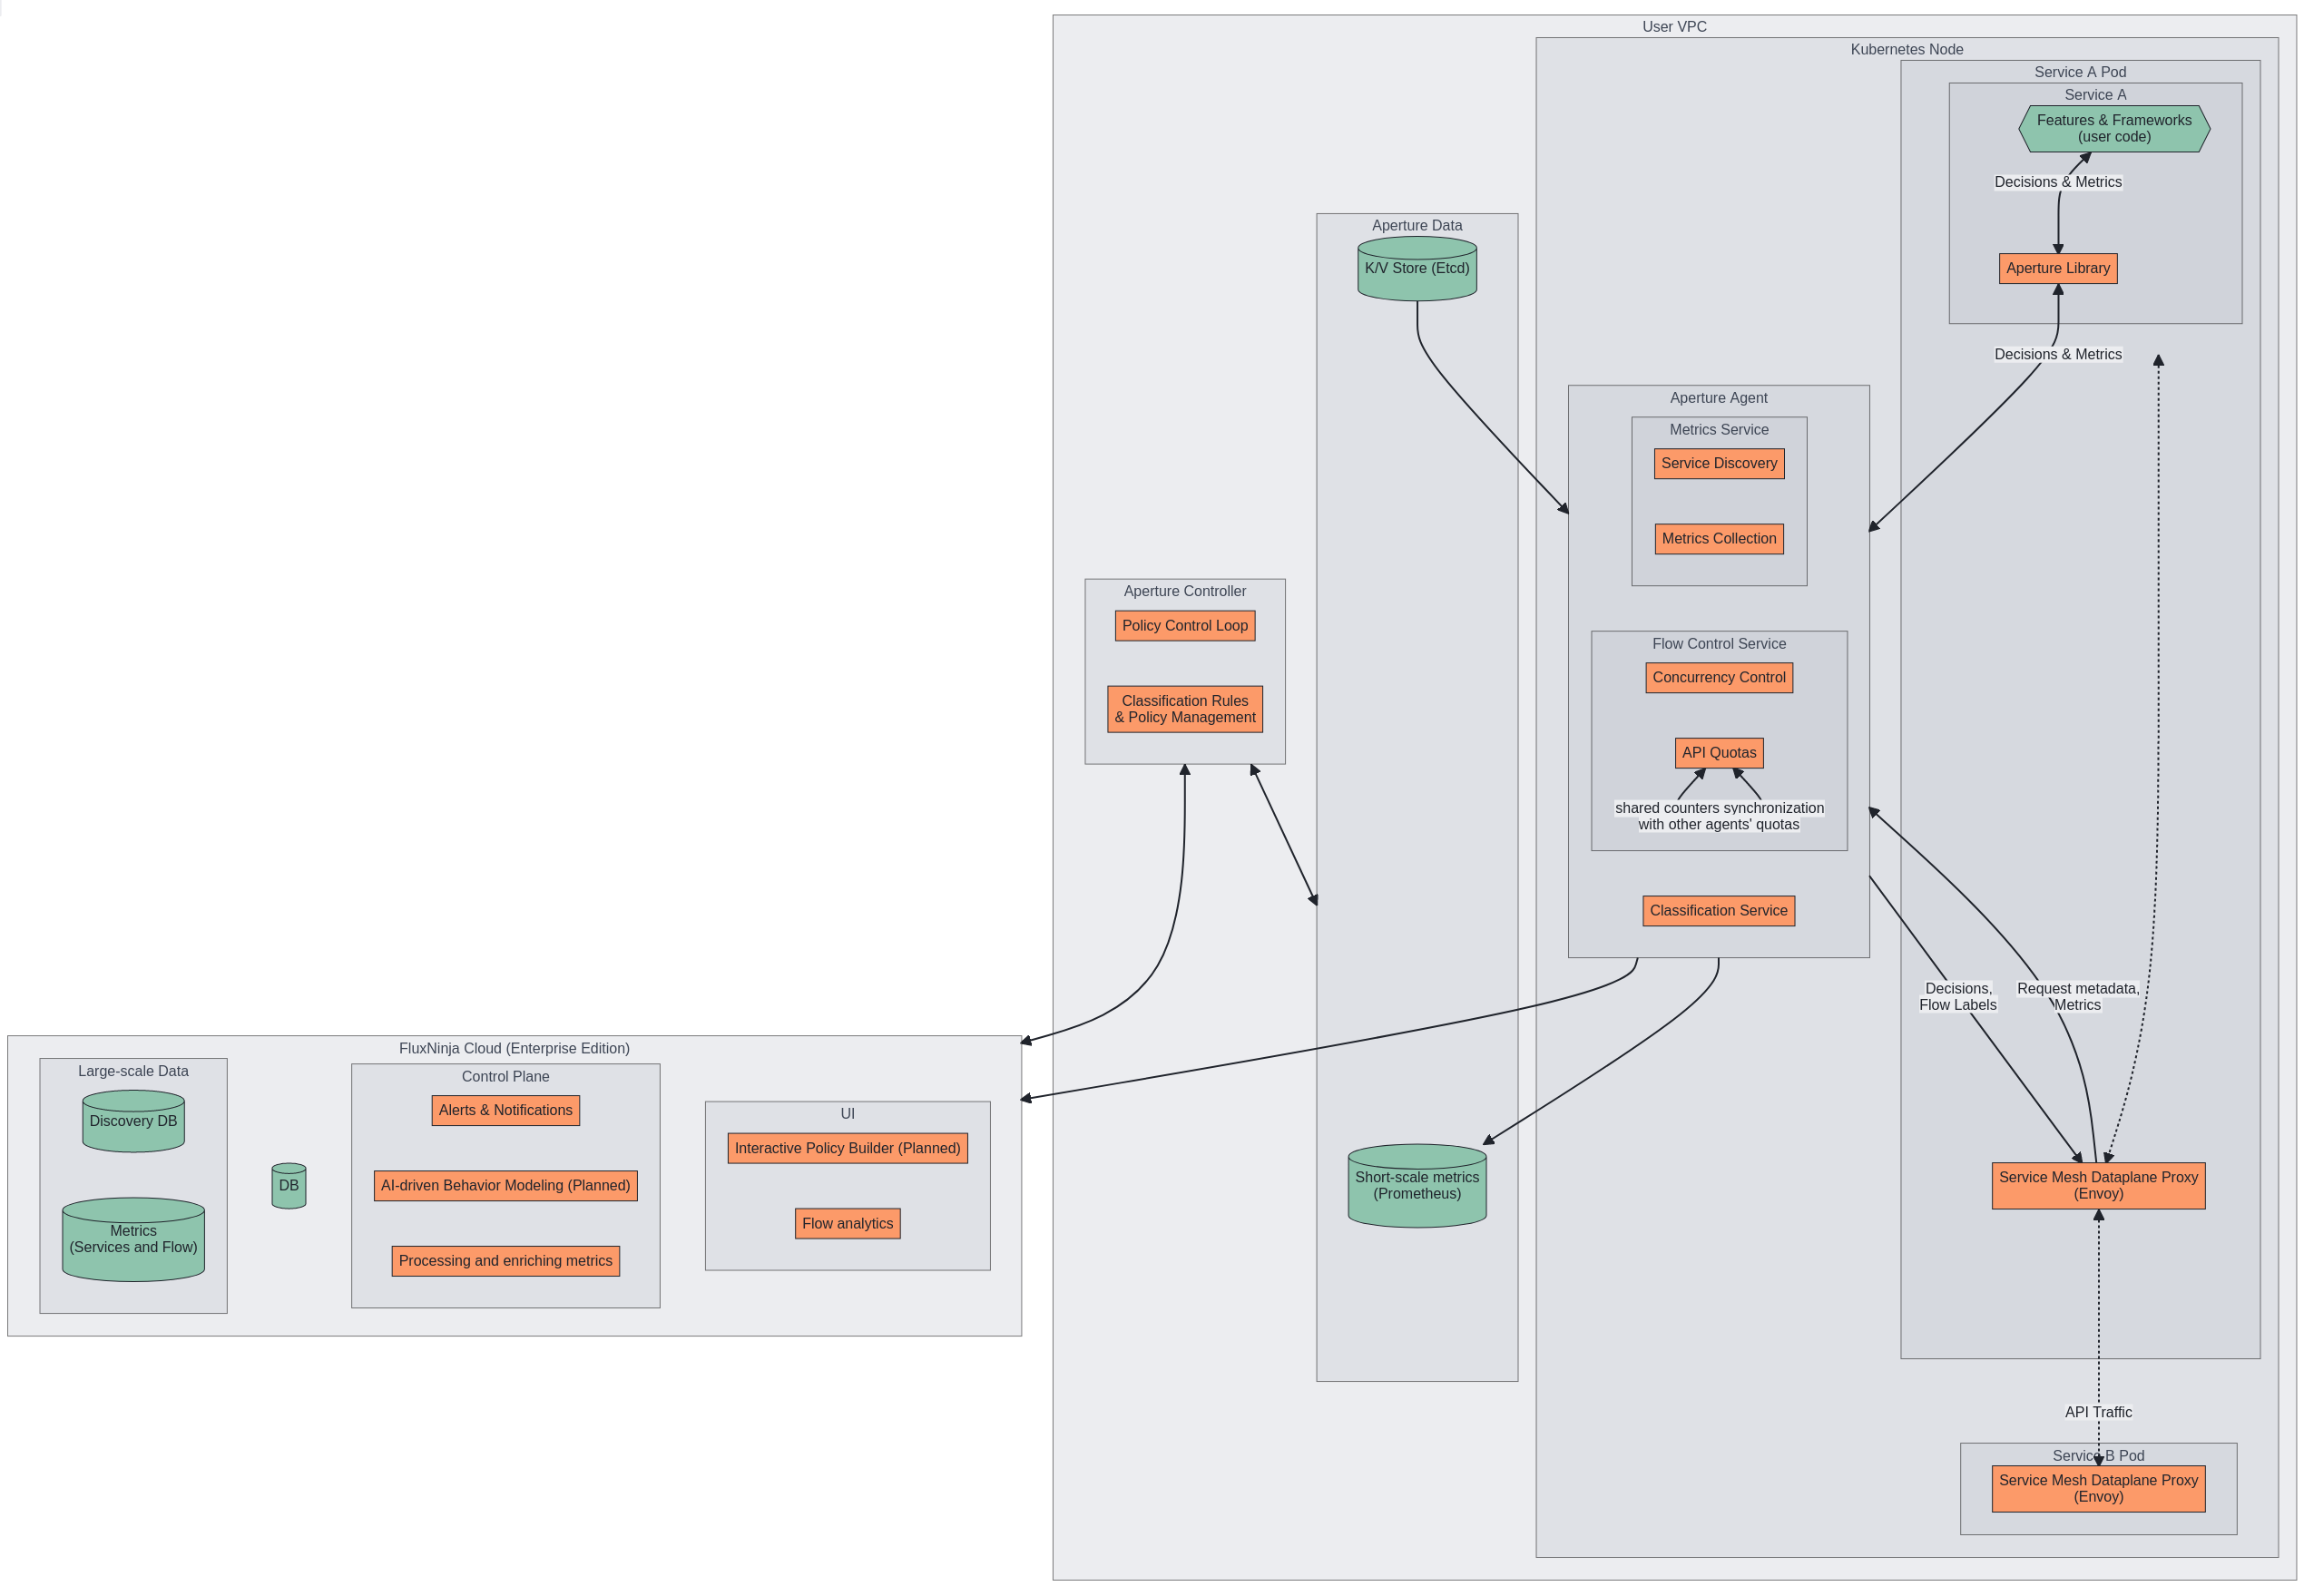 User VPC
Kubernetes Node
Service A Pod
Service A
Features & Frameworks
(user code)
Decisions & Metrics
Aperture Library
Decisions & Metrics
Aperture Data
K/V Store (Etcd)
Aperture Agent
Metrics Service
Service Discovery
Metrics Collection
Aperture Controller
Policy Control Loop
Classification Rules
& Policy Management
Flow Control Service
Concurrency Control
API Quotas
shared counters synchronization
with other agents' quotas
Classification Service
Decisions,
Flow Labels
Request metadata,
Metrics
FluxNinja Cloud (Enterprise Edition)
Large-scale Data
Discovery DB
Metrics
(Services and Flow)
DB
Control Plane
Alerts & Notifications
AI-driven Behavior Modeling (Planned)
Processing and enriching metrics
UI
Interactive Policy Builder (Planned)
Flow analytics
Short-scale metrics
(Prometheus)
Service Mesh Dataplane Proxy
(Envoy)
API Traffic
Service B Pod
Service Mesh Dataplane Proxy
(Envoy)